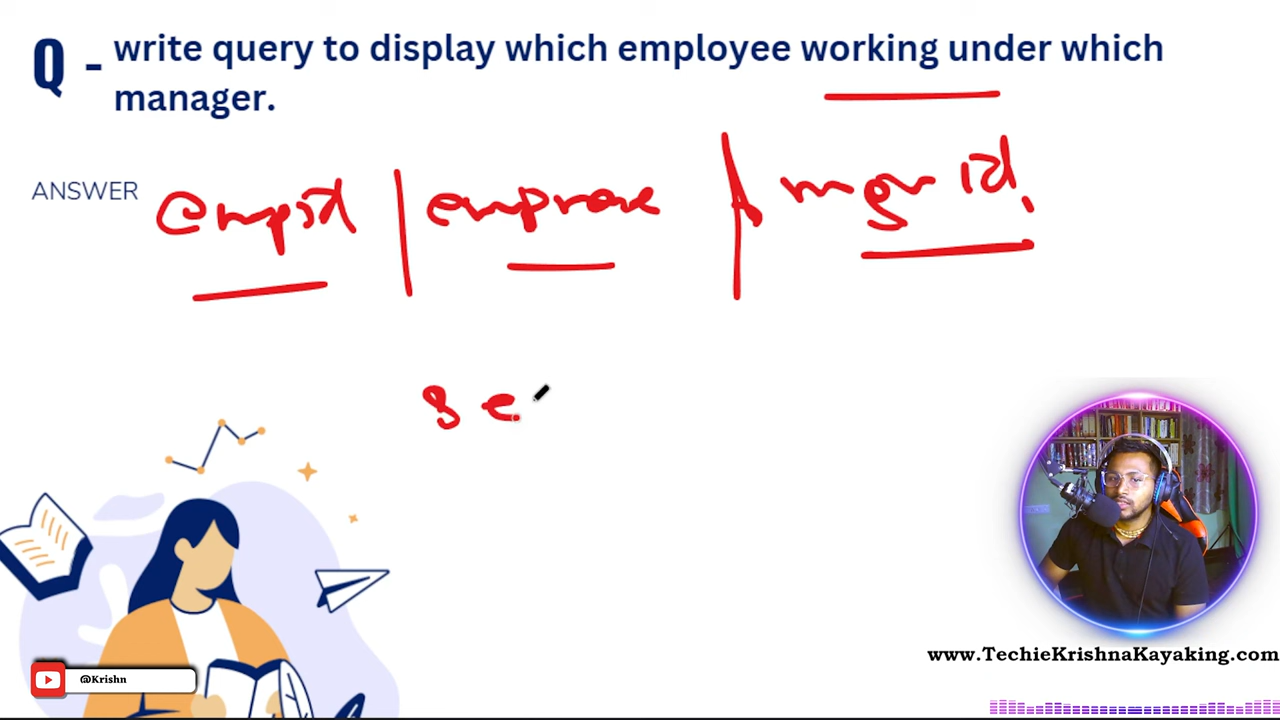 Q - write query to display which employee working under which
manager.
ANSWER
empid | empname | mgr id
se
@Krishn
www.TechieKrishnaKayaking.com